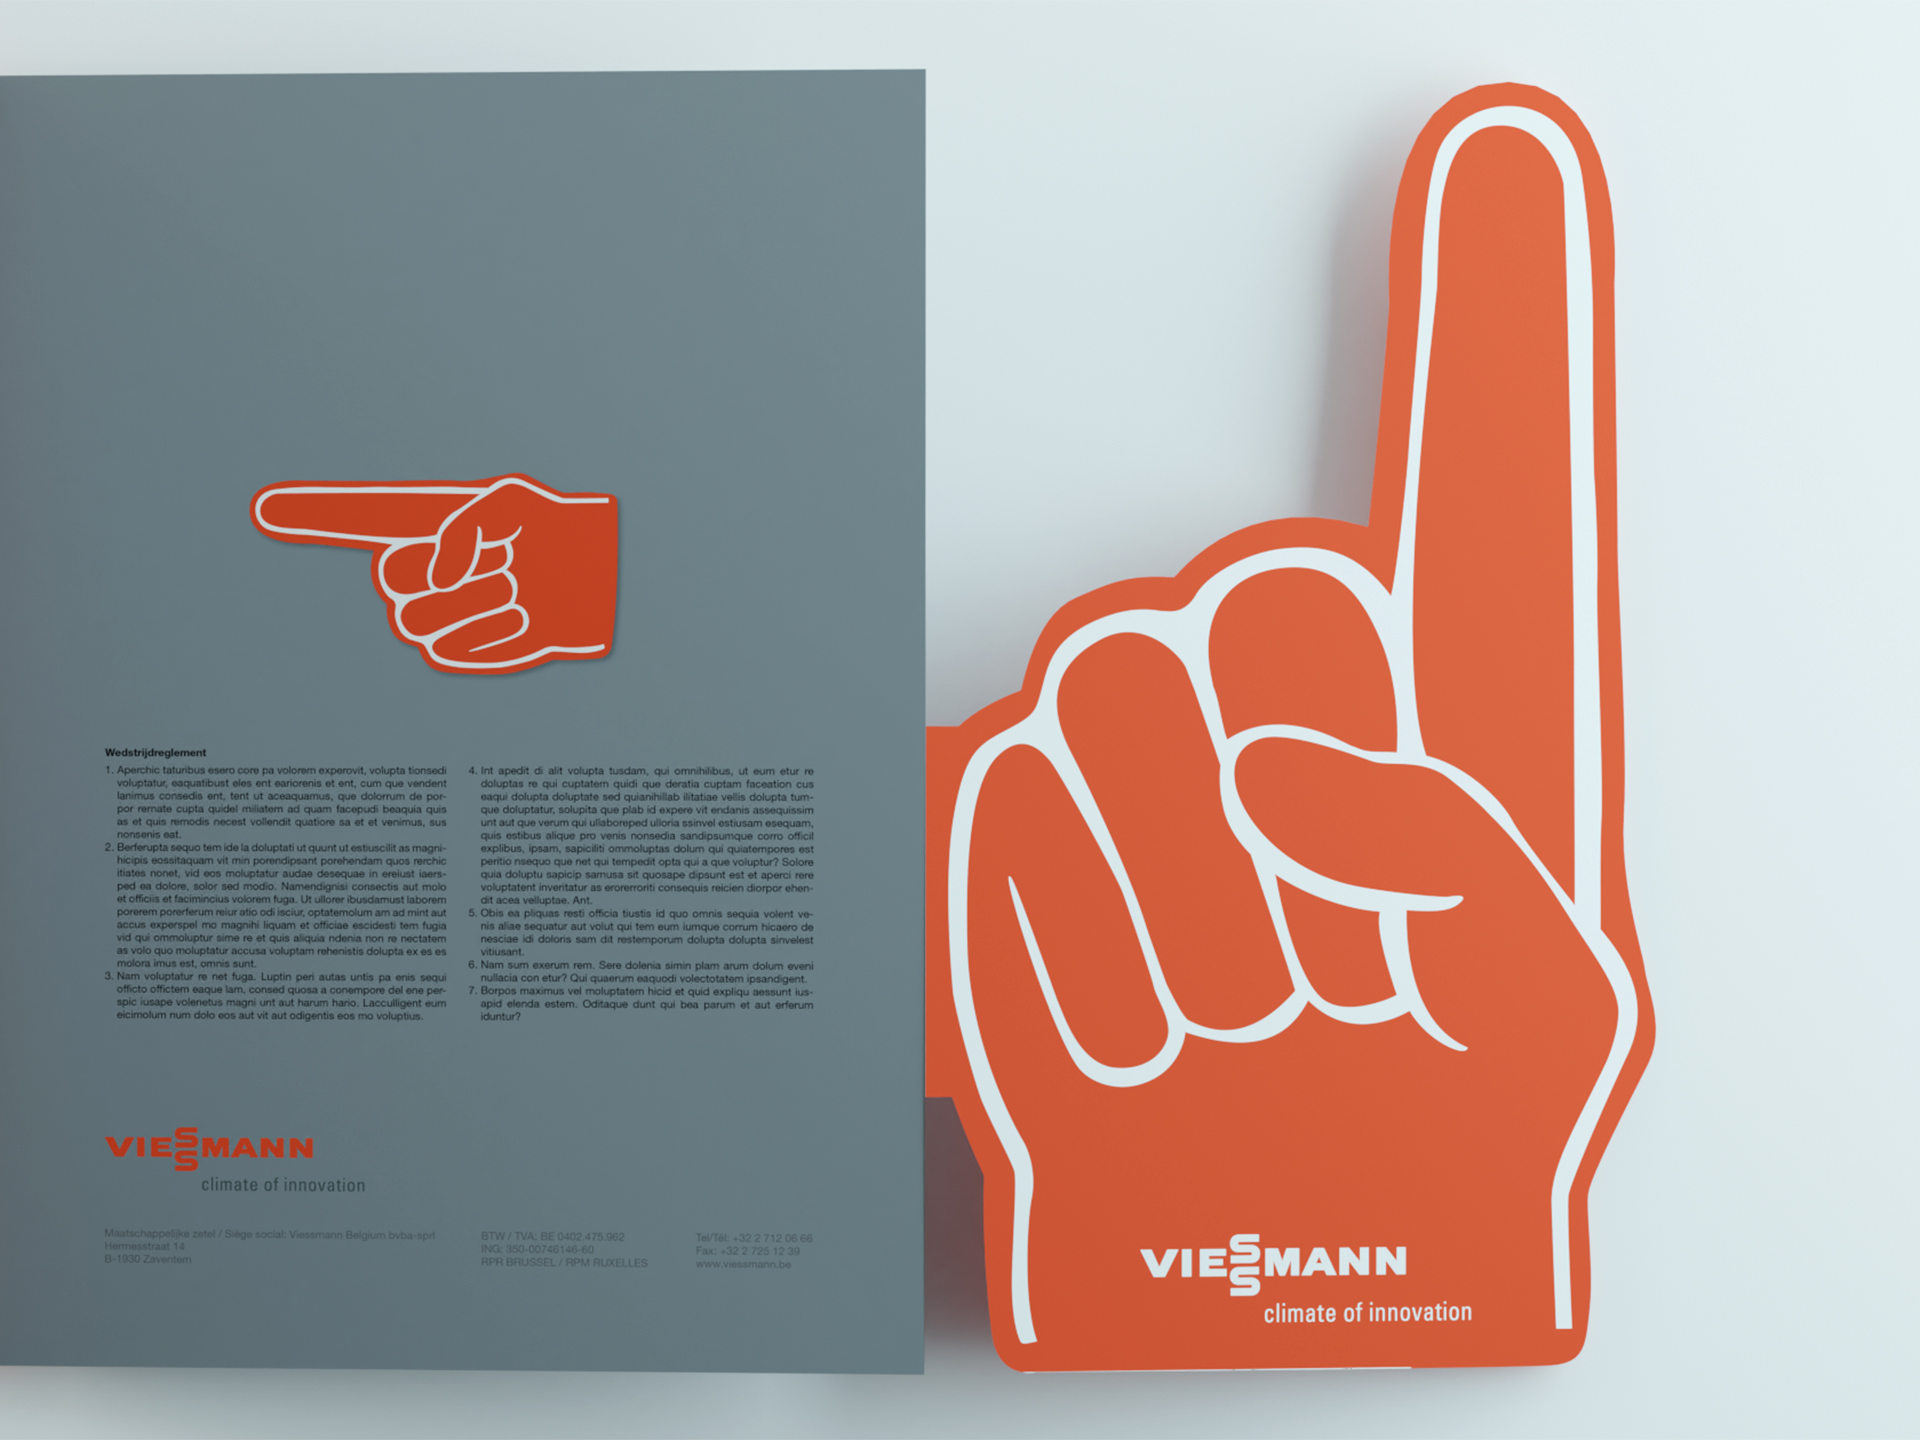 Wedstrijdreglement
1. Aperchic taturibus esero core pa volorem experovit, volupta tionsedi
voluptatur, eaquatibust eles ent eariorenis et ent, cum que vendent
lanimus consedis ent, tent ut aceaquamus, que dolorrum de por-
por rernate cupta quidel miliatem ad quam facepudi beaquia quis
as et quis remodis necest vollendit quatiore sa et et venimus, sus
nonsenis eat.
2. Berferupta sequo tem ide la doluptati ut quunt ut estiuscilit as magni-
hicipis eossitaquam vit min porendipsant porehendam quos rerchic
itiates nonet, vid eos moluptatur audae desequae in ereiust iaers-
ped ea dolore, solor sed modio. Namendignisi consectis aut molo
et officiis et facimincius volorem fuga. Ut ullorer ibusdamust laborem
porerem porerferum reiur atio odi isciur, optatemolum am ad mint aut
accus experspel mo magnihi liquam et officiae escidesti tem fugia
vid qui ommoluptur sime re et quis aliquia ndenia non re nectatem
as volo quo moluptatur accusa voluptam rehenistis dolupta ex es es
molora imus est, omnis sunt.
3. Nam voluptatur re net fuga. Luptin peri autas untis pa enis sequi
officto offictem eaque lam, consed quosa a conempore del ene per-
spic iusape volenetus magni unt aut harum hario. Lacculligent eum
eicimolum num dolo eos aut vit aut odigentis eos mo voluptius.
4. Int apedit di alit volupta tusdam, qui omnihilibus, ut eum etur re
doluptas re qui cuptatem quidi que deratia cuptam faceation cus
eaqui dolupta doluptate sed quianihillab ilitatiae vellis dolupta tum-
que doluptatur, solupita que plab id expere vit endanis assequissim
unt aut que verum qui ullaboreped ulloria ssinvel estiusam esequam,
quis estibus alique pro venis nonsedia sandipsumque corro officil
explibus, ipsam, sapiciliti ommoluptas dolum qui quiatempores est
peritio nsequo que net qui tempedit opta qui a que voluptur? Solore
quia doluptu sapicip samusa sit quosape dipsunt est et aperci rere
voluptatent inveritatur as erorerroriti consequis reicien diorpor ehen-
dit acea velluptae. Ant.
5. Obis ea pliquas resti officia tiustis id quo omnis sequia volent ve-
nis aliae sequatur aut volut qui tem eum iumque corrum hicaero de
nesciae idi doloris sam dit restemporum dolupta dolupta sinvelest
vitiusant.
6. Nam sum exerum rem. Sere dolenia simin plam arum dolum eveni
nullacia con etur? Qui quaerum eaquodi volectotatem ipsandigent.
7. Borpos maximus vel moluptatem hicid et quid expliqu aessunt ius-
apid elenda estem. Oditaque dunt qui bea parum et aut erferum
iduntur?
VIESSMANN
climate of innovation
Maatschappelijke zetel / Siège social: Viessmann Belgium bvba-sprl
Hermesstraat 14
B-1930 Zaventem
BTW / TVA: BE 0402.475.962
ING: 350-00746146-60
RPR BRUSSEL / RPM RUXELLES
Tel/Tél: +32 2 712 06 66
Fax: +32 2 725 12 39
www.viessmann.be
VIESSMANN
climate of innovation